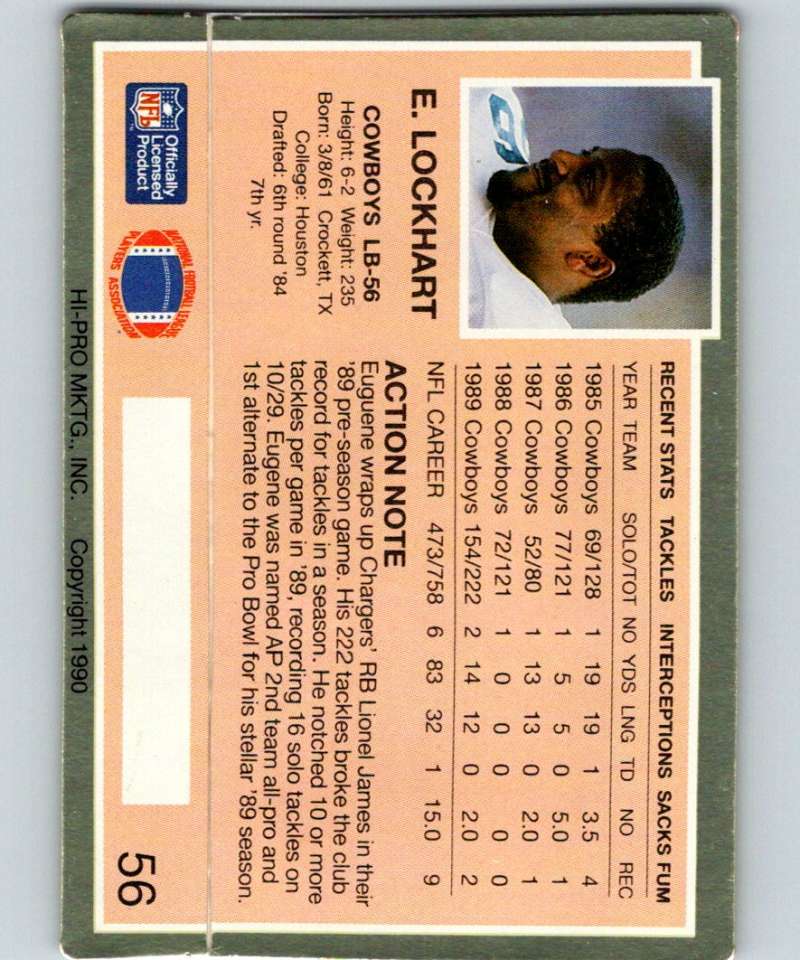 E. LOCKHART
COWBOYS LB-56
Height: 6-2 Weight: 235
Born: 3/8/61 Crockett, TX
College: Houston
Drafted: 6th round '84
7th yr.
NFL
Officially
Licensed
Product
NATIONAL FOOTBALL LEAGUE
PLAYERS ASSOCIATION
RECENT STATS TACKLES INTERCEPTIONS SACKS FUM
YEAR TEAM SOLO/TOT NO YDS LNG TD NO REC
1985 Cowboys 69/128 1 19 19 1 3.5 4
1986 Cowboys 77/121 1 5 5 0 5.0 1
1987 Cowboys 52/80 1 13 13 0 2.0 1
1988 Cowboys 72/121 1 0 0 0 0 0
1989 Cowboys 154/222 2 14 12 0 2.0 2
NFL CAREER 473/758 6 83 32 1 15.0 9
ACTION NOTE
Euguene wraps up Chargers' RB Lionel James in their
'89 pre-season game. His 222 tackles broke the club
record for tackles in a season. He notched 10 or more
tackles per game in '89, recording 16 solo tackles on
10/29. Eugene was named AP 2nd team all-pro and
1st alternate to the Pro Bowl for his stellar '89 season.
56
HI-PRO MKTG., INC. Copyright 1990